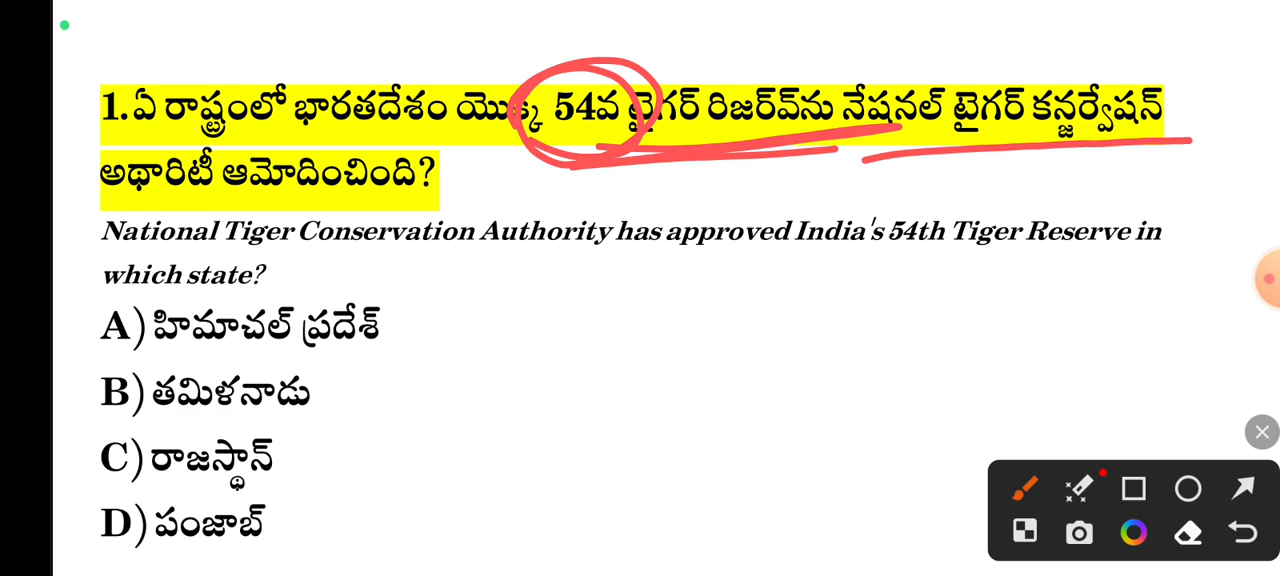 1.ఏ రాష్ట్రంలో భారతదేశం యొక్క 54వ టైగర్ రిజర్వ్‌ను నేషనల్ టైగర్ కన్జర్వేషన్
అథారిటీ ఆమోదించింది?
National Tiger Conservation Authority has approved India's 54th Tiger Reserve in
which state?
A)హిమాచల్ ప్రదేశ్
B)తమిళనాడు
C)రాజస్థాన్
D)పంజాబ్